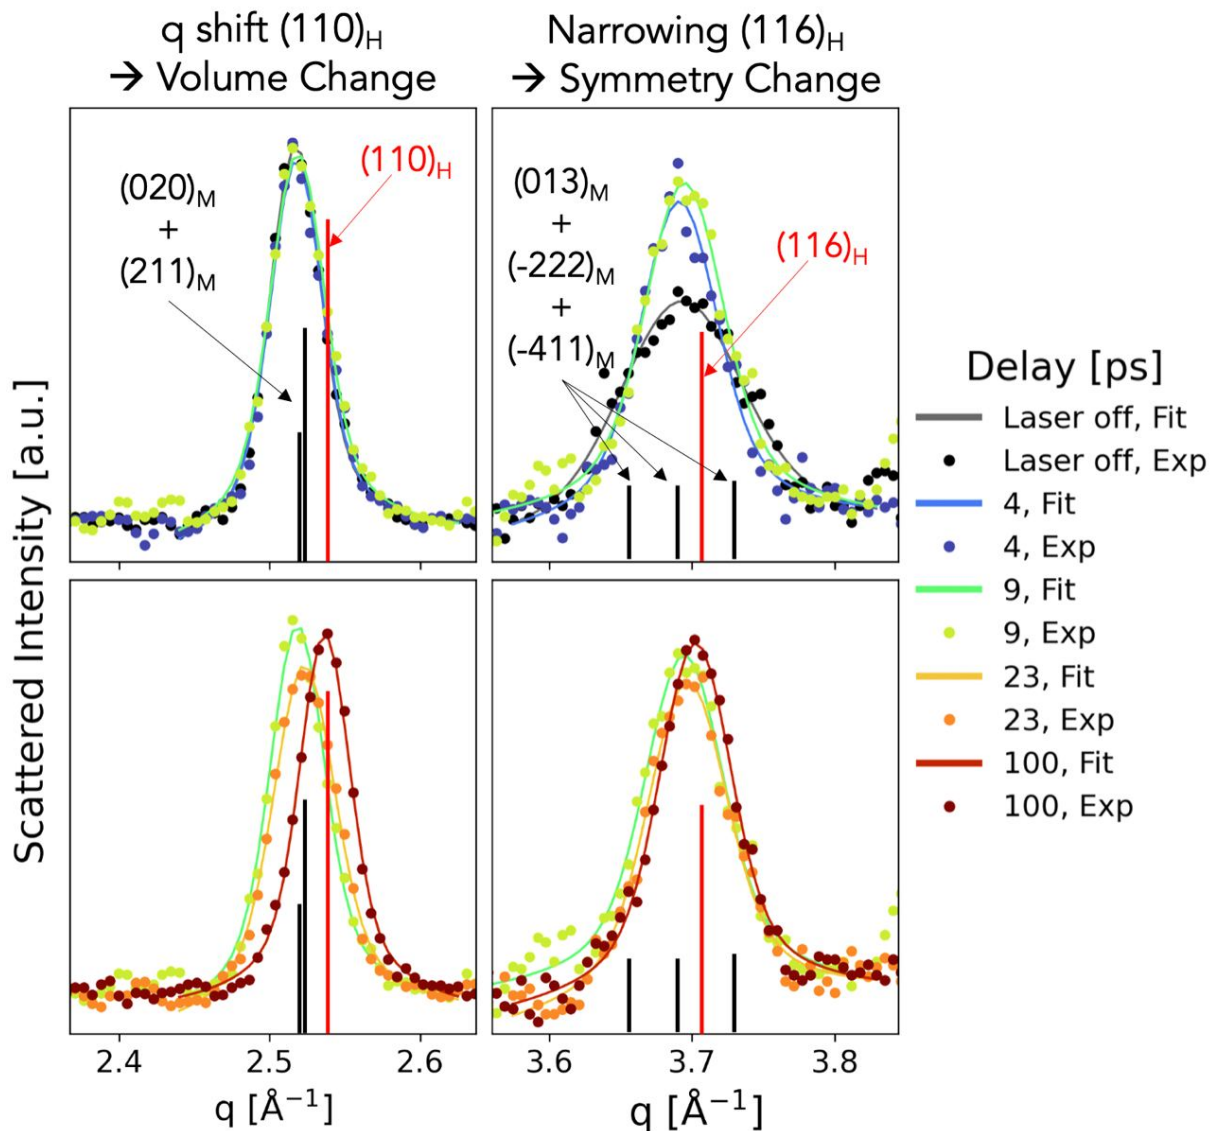 q shift (110)H
→ Volume Change
Narrowing (116)H
→ Symmetry Change
(020)M
+
(211)M
(110)H
(013)M
+
(-222)M
+
(-411)M
(116)H
Scattered Intensity [a.u.]
2.4
2.5
2.6
q [Å⁻¹]
3.6
3.7
3.8
q [Å⁻¹]
Delay [ps]
Laser off, Fit
Laser off, Exp
4, Fit
4, Exp
9, Fit
9, Exp
23, Fit
23, Exp
100, Fit
100, Exp